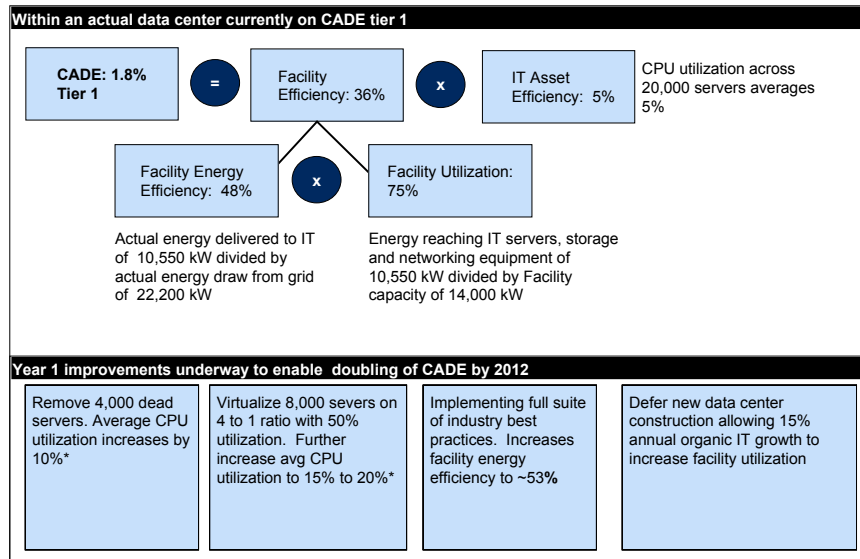 Within an actual data center currently on CADE tier 1
CADE: 1.8%
Tier 1
=
Facility
Efficiency: 36%
x
IT Asset
Efficiency: 5%
CPU utilization across
20,000 servers averages
5%
Facility Energy
Efficiency: 48%
x
Facility Utilization:
75%
Actual energy delivered to IT
of 10,550 kW divided by
actual energy draw from grid
of 22,200 kW
Energy reaching IT servers, storage
and networking equipment of
10,550 kW divided by Facility
capacity of 14,000 kW
Year 1 improvements underway to enable doubling of CADE by 2012
Remove 4,000 dead
servers. Average CPU
utilization increases by
10%*
Virtualize 8,000 severs on
4 to 1 ratio with 50%
utilization. Further
increase avg CPU
utilization to 15% to 20%*
Implementing full suite
of industry best
practices. Increases
facility energy
efficiency to ~53%
Defer new data center
construction allowing 15%
annual organic IT growth to
increase facility utilization